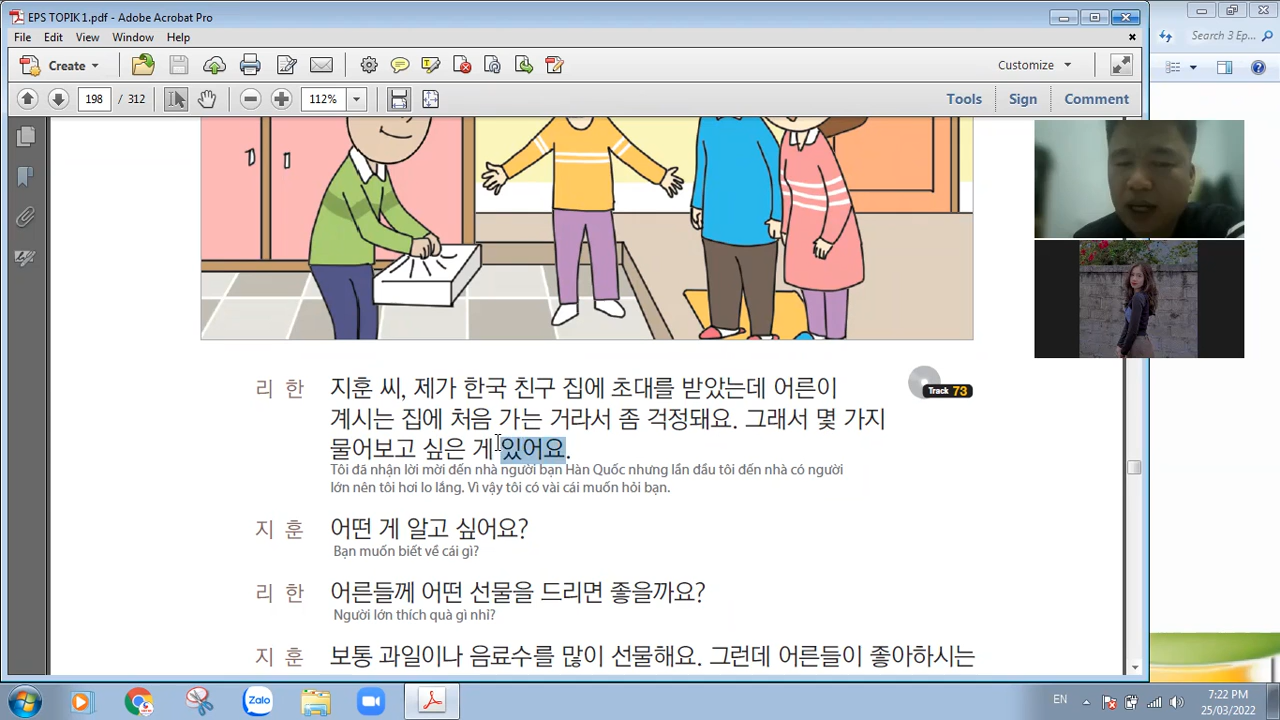 EPS TOPIK 1.pdf - Adobe Acrobat Pro
File Edit View Window Help
Search 3 Ep...
Create
Customize
198 / 312
112%
Tools Sign Comment
리 한 지훈 씨, 제가 한국 친구 집에 초대를 받았는데 어른이
계시는 집에 처음 가는 거라서 좀 걱정돼요. 그래서 몇 가지
물어보고 싶은 게 있어요.
Track 73
Tôi đã nhận lời mời đến nhà người bạn Hàn Quốc nhưng lần đầu tôi đến nhà có người
lớn nên tôi hơi lo lắng. Vì vậy tôi có vài cái muốn hỏi bạn.
지 훈 어떤 게 알고 싶어요?
Bạn muốn biết về cái gì?
리 한 어른들께 어떤 선물을 드리면 좋을까요?
Người lớn thích quà gì nhỉ?
지 훈 보통 과일이나 음료수를 많이 선물해요. 그런데 어른들이 좋아하시는
Zalo
EN
7:22 PM
25/03/2022